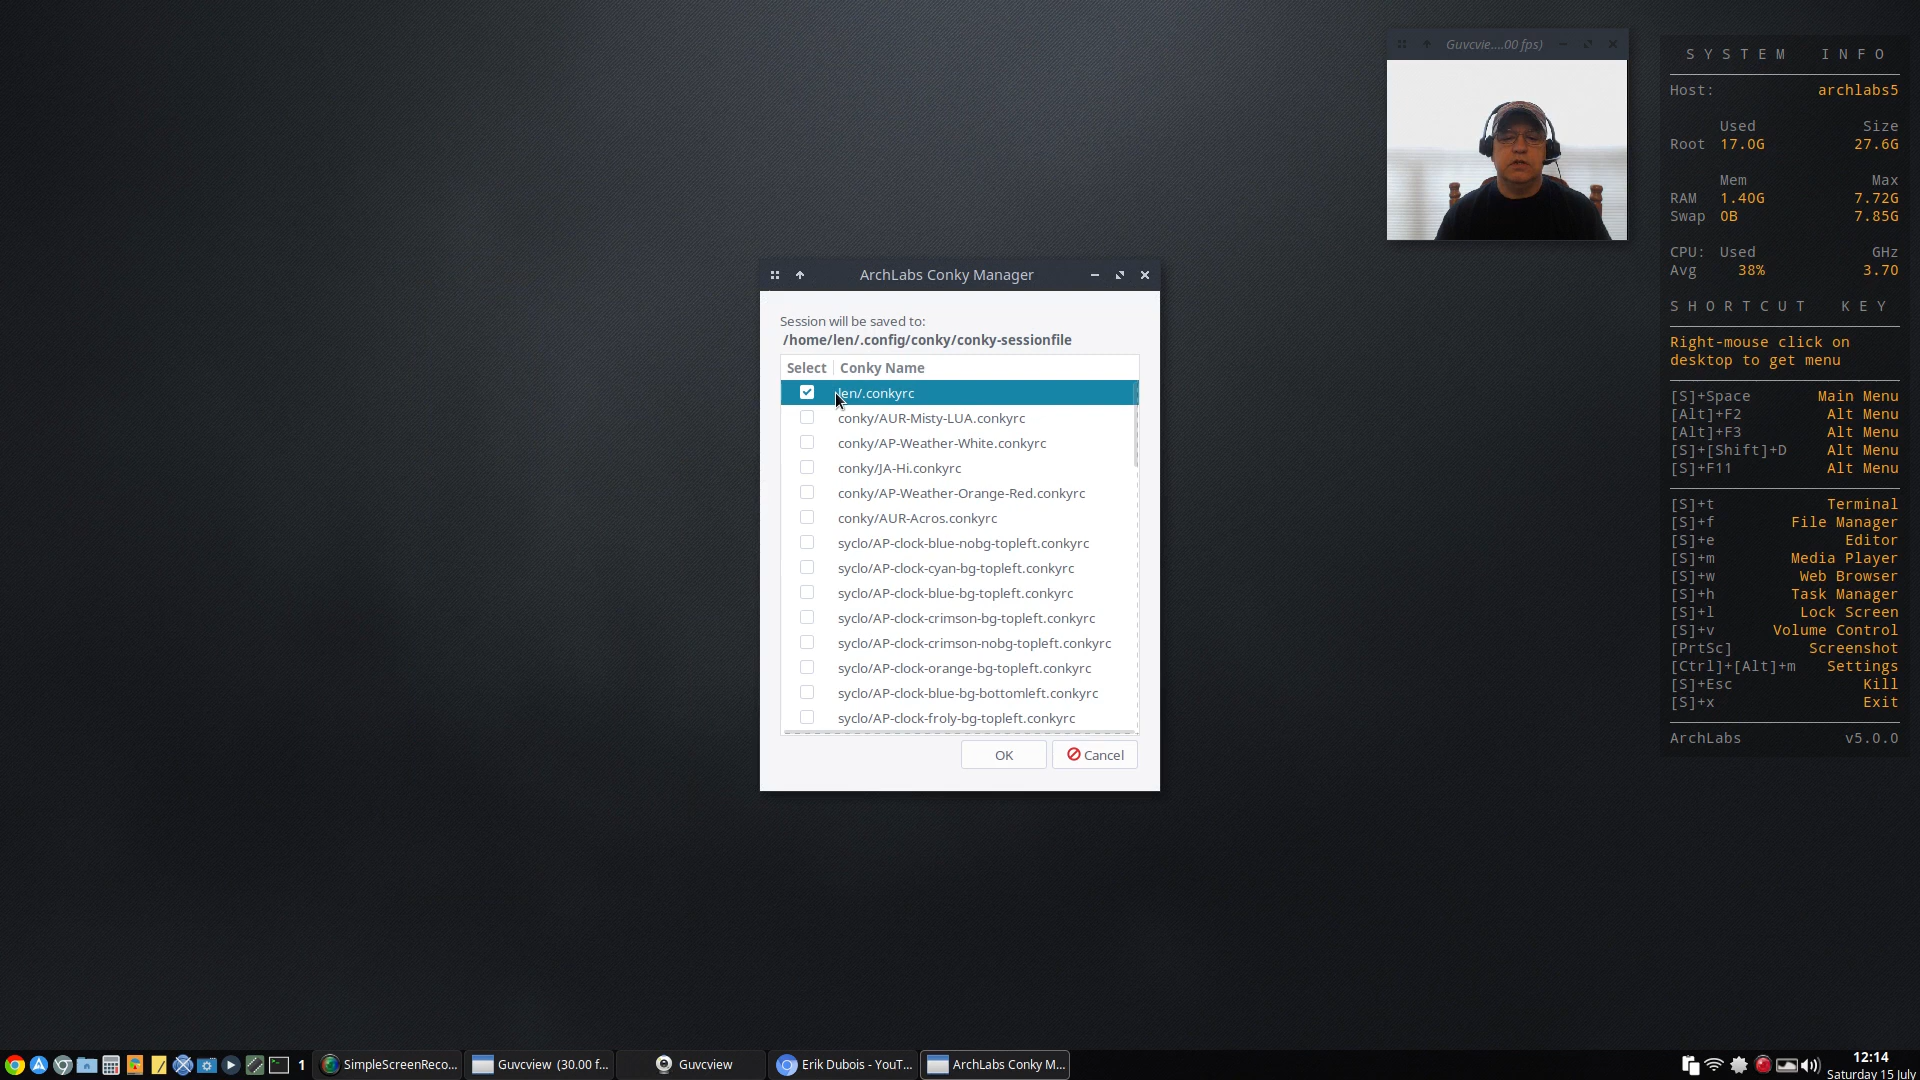 Guvcvie....00 fps)
SYSTEM INFO
Host: archlabs5
Used Size
Root 17.0G 27.6G
Mem Max
RAM 1.40G 7.72G
Swap 0B 7.85G
CPU: Used GHz
Avg 38% 3.70
SHORTCUT KEY
Right-mouse click on
desktop to get menu
[S]+Space Main Menu
[Alt]+F2 Alt Menu
[Alt]+F3 Alt Menu
[S]+[Shift]+D Alt Menu
[S]+F11 Alt Menu
[S]+t Terminal
[S]+f File Manager
[S]+e Editor
[S]+m Media Player
[S]+w Web Browser
[S]+h Task Manager
[S]+l Lock Screen
[S]+v Volume Control
[PrtSc] Screenshot
[Ctrl]+[Alt]+m Settings
[S]+Esc Kill
[S]+x Exit
ArchLabs v5.0.0
ArchLabs Conky Manager
Session will be saved to:
/home/len/.config/conky/conky-sessionfile
Select Conky Name
len/.conkyrc
conky/AUR-Misty-LUA.conkyrc
conky/AP-Weather-White.conkyrc
conky/JA-Hi.conkyrc
conky/AP-Weather-Orange-Red.conkyrc
conky/AUR-Acros.conkyrc
syclo/AP-clock-blue-nobg-topleft.conkyrc
syclo/AP-clock-cyan-bg-topleft.conkyrc
syclo/AP-clock-blue-bg-topleft.conkyrc
syclo/AP-clock-crimson-bg-topleft.conkyrc
syclo/AP-clock-crimson-nobg-topleft.conkyrc
syclo/AP-clock-orange-bg-topleft.conkyrc
syclo/AP-clock-blue-bg-bottomleft.conkyrc
syclo/AP-clock-froly-bg-topleft.conkyrc
OK Cancel
1 SimpleScreenReco... Guvcview (30.00 f... Guvcview Erik Dubois - YouT... ArchLabs Conky M... 12:14
Saturday 15 July